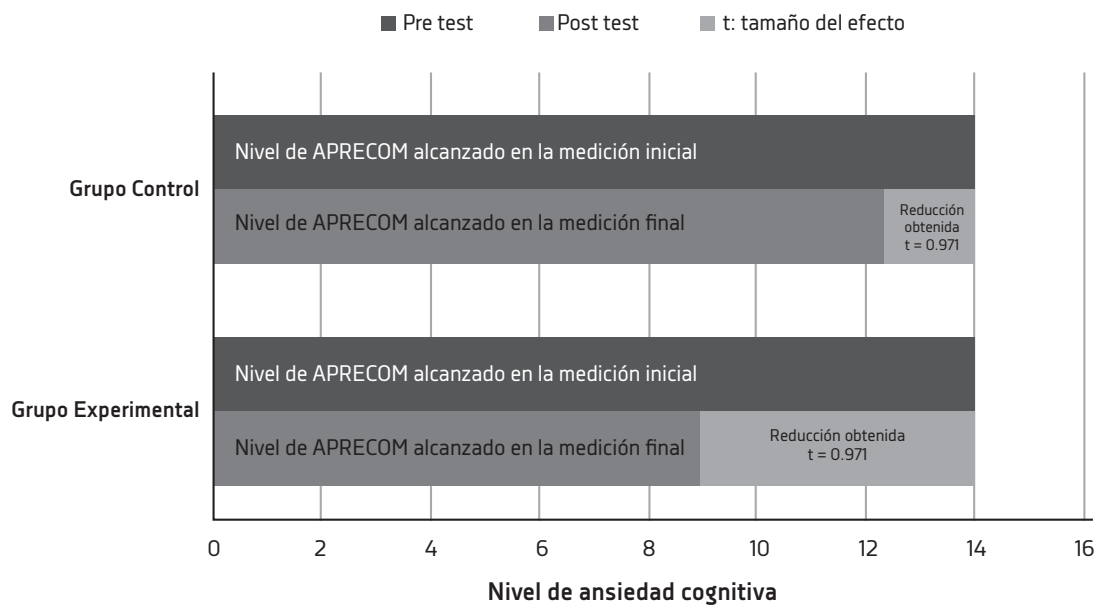 Pre test Post test t: tamaño del efecto
Nivel de APRECOM alcanzado en la medición inicial
Grupo Control
Nivel de APRECOM alcanzado en la medición final
Reducción
obtenida
t = 0.971
Nivel de APRECOM alcanzado en la medición inicial
Grupo Experimental
Nivel de APRECOM alcanzado en la medición final
Reducción obtenida
t = 0.971
0 2 4 6 8 10 12 14 16
Nivel de ansiedad cognitiva